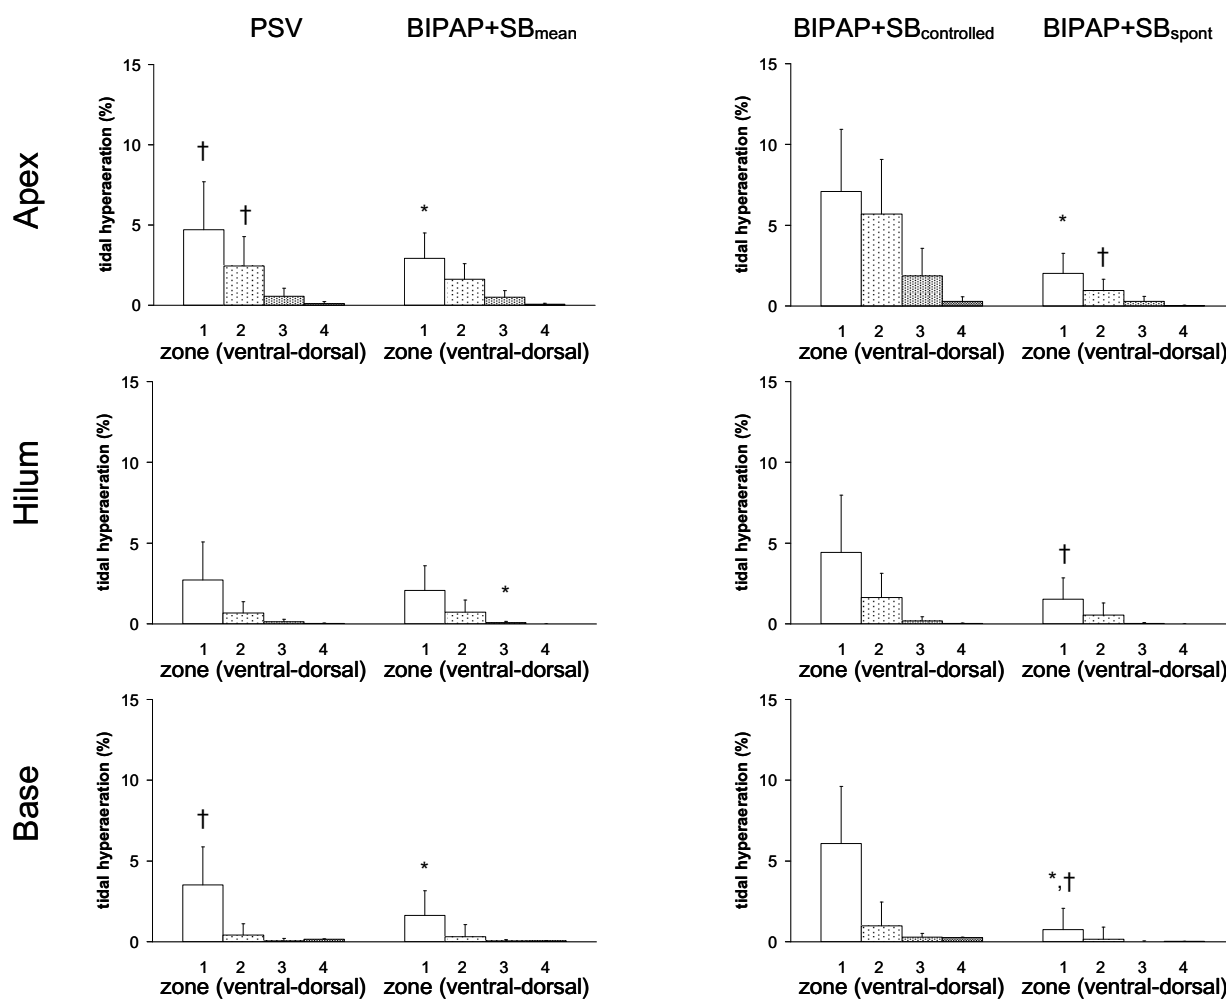 PSV BIPAP+SBmean BIPAP+SBcontrolled BIPAP+SBspont
Apex
tidal hyperaeration (%)
15
10
5
0
†
†
*
1 2 3 4 1 2 3 4
zone (ventral-dorsal) zone (ventral-dorsal)
tidal hyperaeration (%)
15
10
5
0
*
†
1 2 3 4 1 2 3 4
zone (ventral-dorsal) zone (ventral-dorsal)
Hilum
tidal hyperaeration (%)
15
10
5
0
*
1 2 3 4 1 2 3 4
zone (ventral-dorsal) zone (ventral-dorsal)
tidal hyperaeration (%)
15
10
5
0
†
1 2 3 4 1 2 3 4
zone (ventral-dorsal) zone (ventral-dorsal)
Base
tidal hyperaeration (%)
15
10
5
0
†
*
1 2 3 4 1 2 3 4
zone (ventral-dorsal) zone (ventral-dorsal)
tidal hyperaeration (%)
15
10
5
0
*,†
1 2 3 4 1 2 3 4
zone (ventral-dorsal) zone (ventral-dorsal)